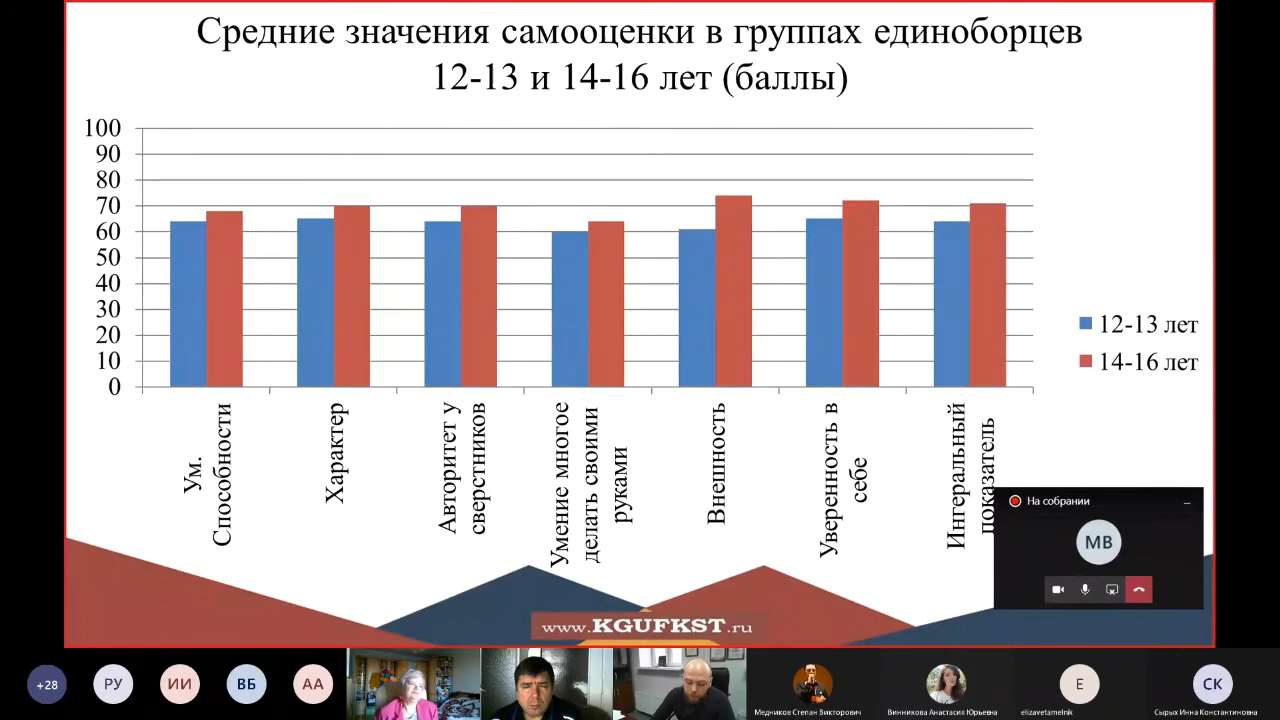 Средние значения самооценки в группах единоборцев
12-13 и 14-16 лет (баллы)
100
90
80
70
60
50
40
30
20
10
0
Ум.
Способности
Характер
Авторитет у
сверстников
Умение многое
делать своими
руками
Внешность
Уверенность в
себе
Ингеральный
показатель
12-13 лет
14-16 лет
На собрании
МВ
www.KGUFKST.ru
+28
РУ
ИИ
ВБ
АА
Медников Степан Викторович
Винникова Анастасия Юрьевна
E
elizavetamelnik
СК
Сырых Инна Константиновна